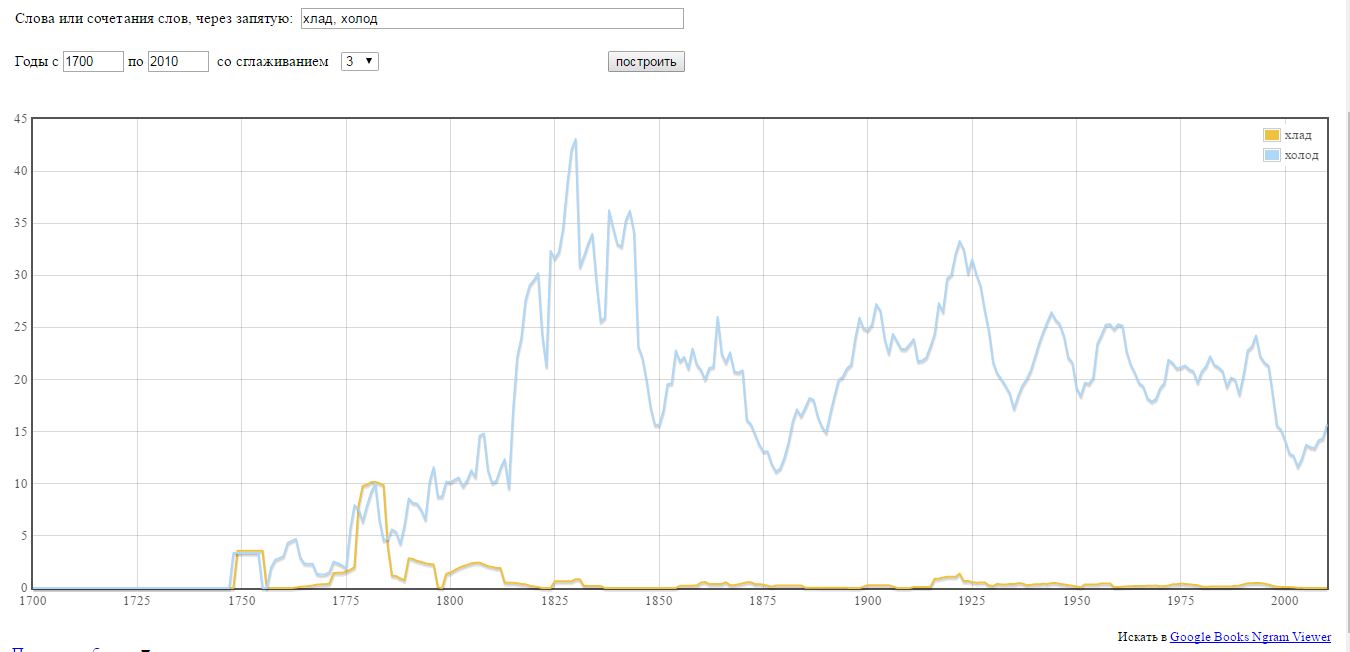 Слова или сочетания слов, через запятую: хлад, холод
Годы с 1700 по 2010 со сглаживанием 3 построить
45
хлад
40
холод
35
30
25
20
15
10
5
0
1700 1725 1750 1775 1800 1825 1850 1875 1900 1925 1950 1975 2000
Искать в Google Books Ngram Viewer